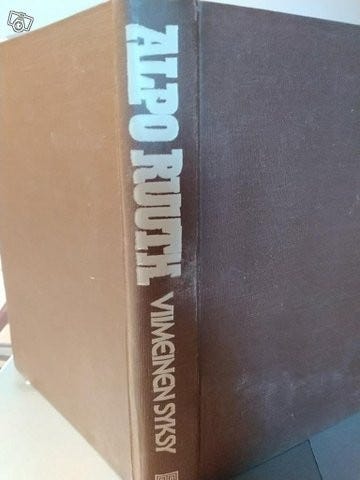 ALPO RUUTH
VIIMEINEN SYKSY